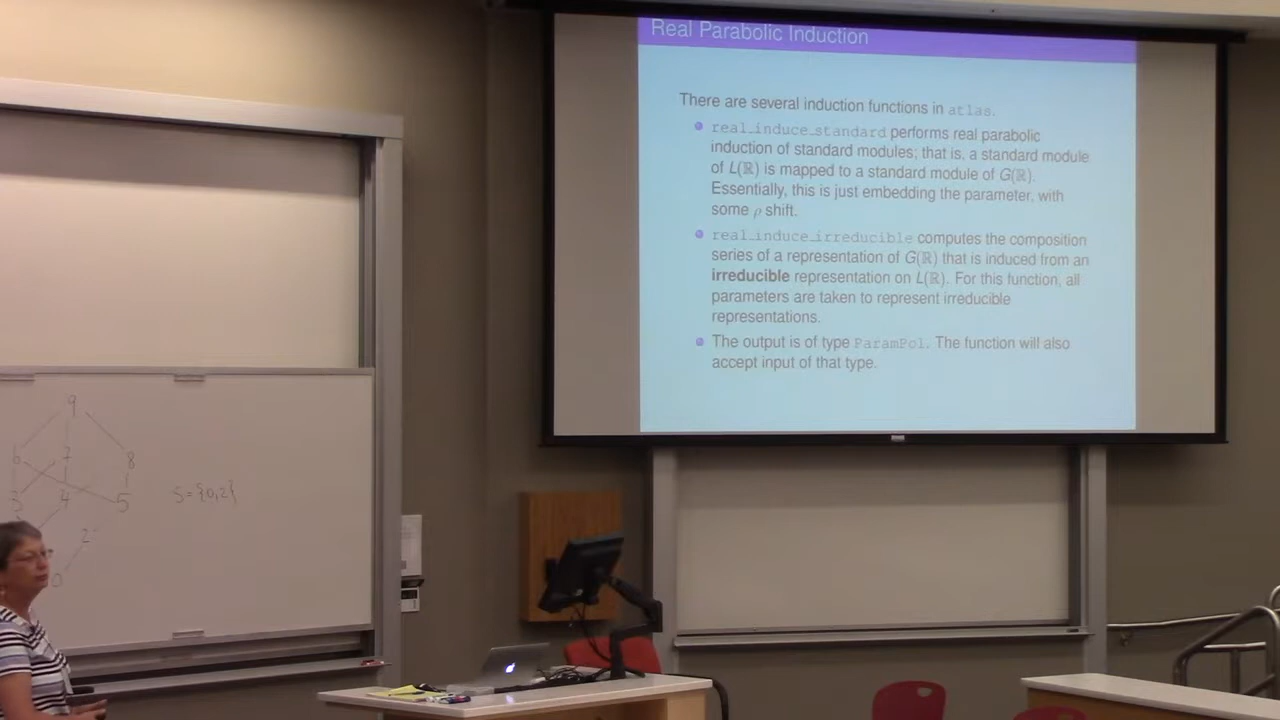 Real Parabolic Induction
There are several induction functions in atlas.
real_induce_standard performs real parabolic
induction of standard modules; that is, a standard module
of L(ℝ) is mapped to a standard module of G(ℝ).
Essentially, this is just embedding the parameter, with
some ρ shift.
real_induce_irreducible computes the composition
series of a representation of G(ℝ) that is induced from an
irreducible representation on L(ℝ). For this function, all
parameters are taken to represent irreducible
representations.
The output is of type ParamPol. The function will also
accept input of that type.
9
6 7 8
3 4 5
S={0,2}
2
0